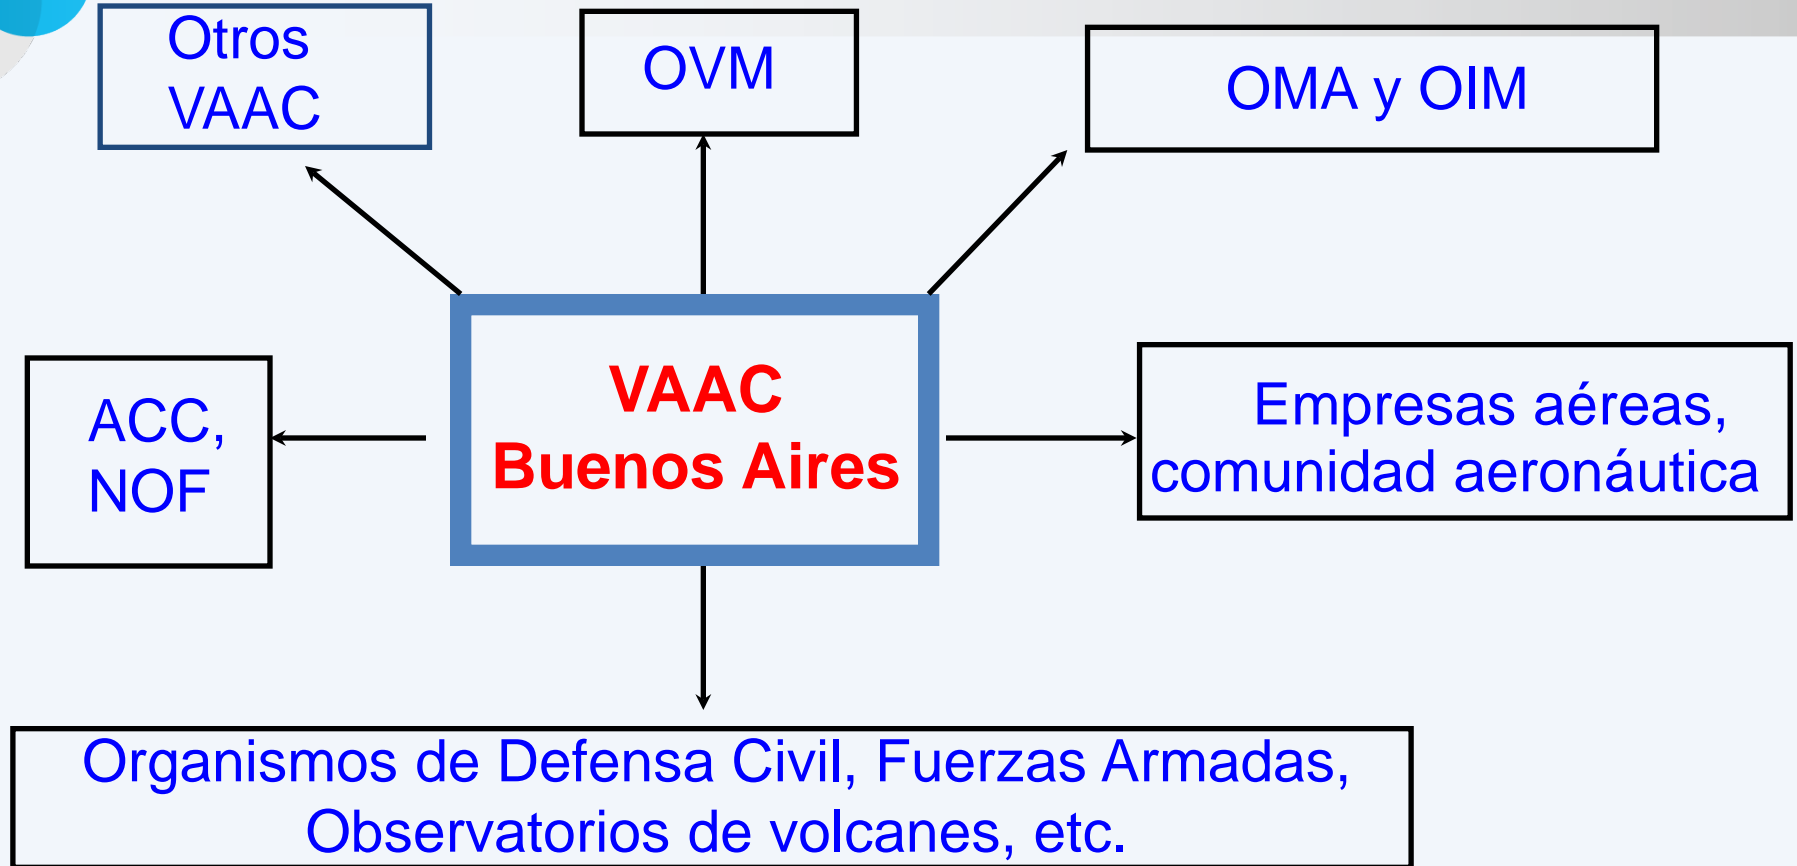 Otros
VAAC
OVM
OMA y OIM
ACC,
NOF
VAAC
Buenos Aires
Empresas aéreas,
comunidad aeronáutica
Organismos de Defensa Civil, Fuerzas Armadas,
Observatorios de volcanes, etc.